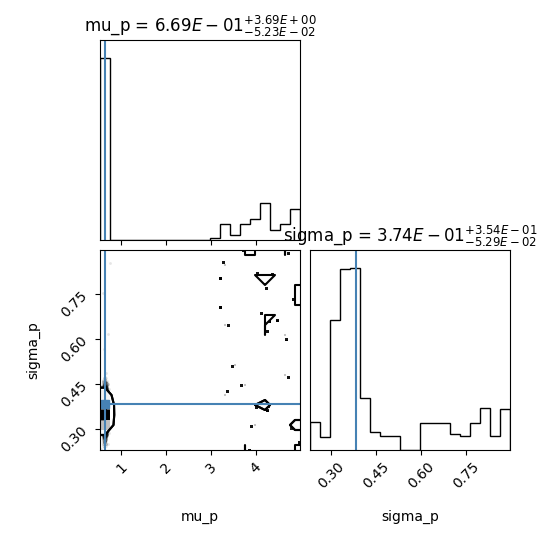 mu_p = 6.69E − 01+3.69E+00 −5.23E−02
sigma_p = 3.74E − 01+3.54E−01 −5.29E−02
0.75
0.60
0.45
0.30
sigma_p
1 2 3 4
mu_p
0.30 0.45 0.60 0.75
sigma_p